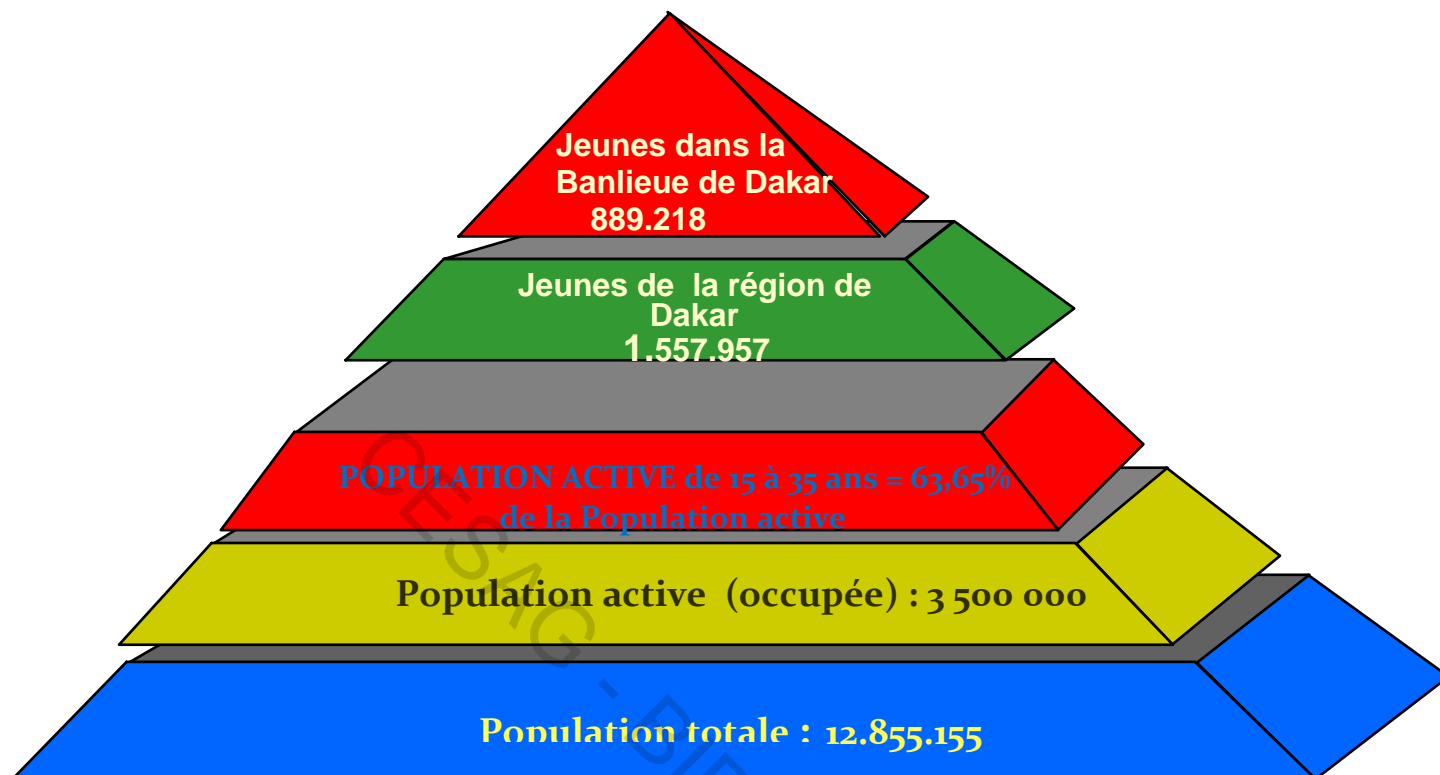 Jeunes dans la
Banlieue de Dakar
889.218
Jeunes de la région de
Dakar
1.557.957
POPULATION ACTIVE de 15 à 35 ans = 63,65%
de la Population active
Population active (occupée) : 3 500 000
Population totale : 12.855.155
CESAG - BI